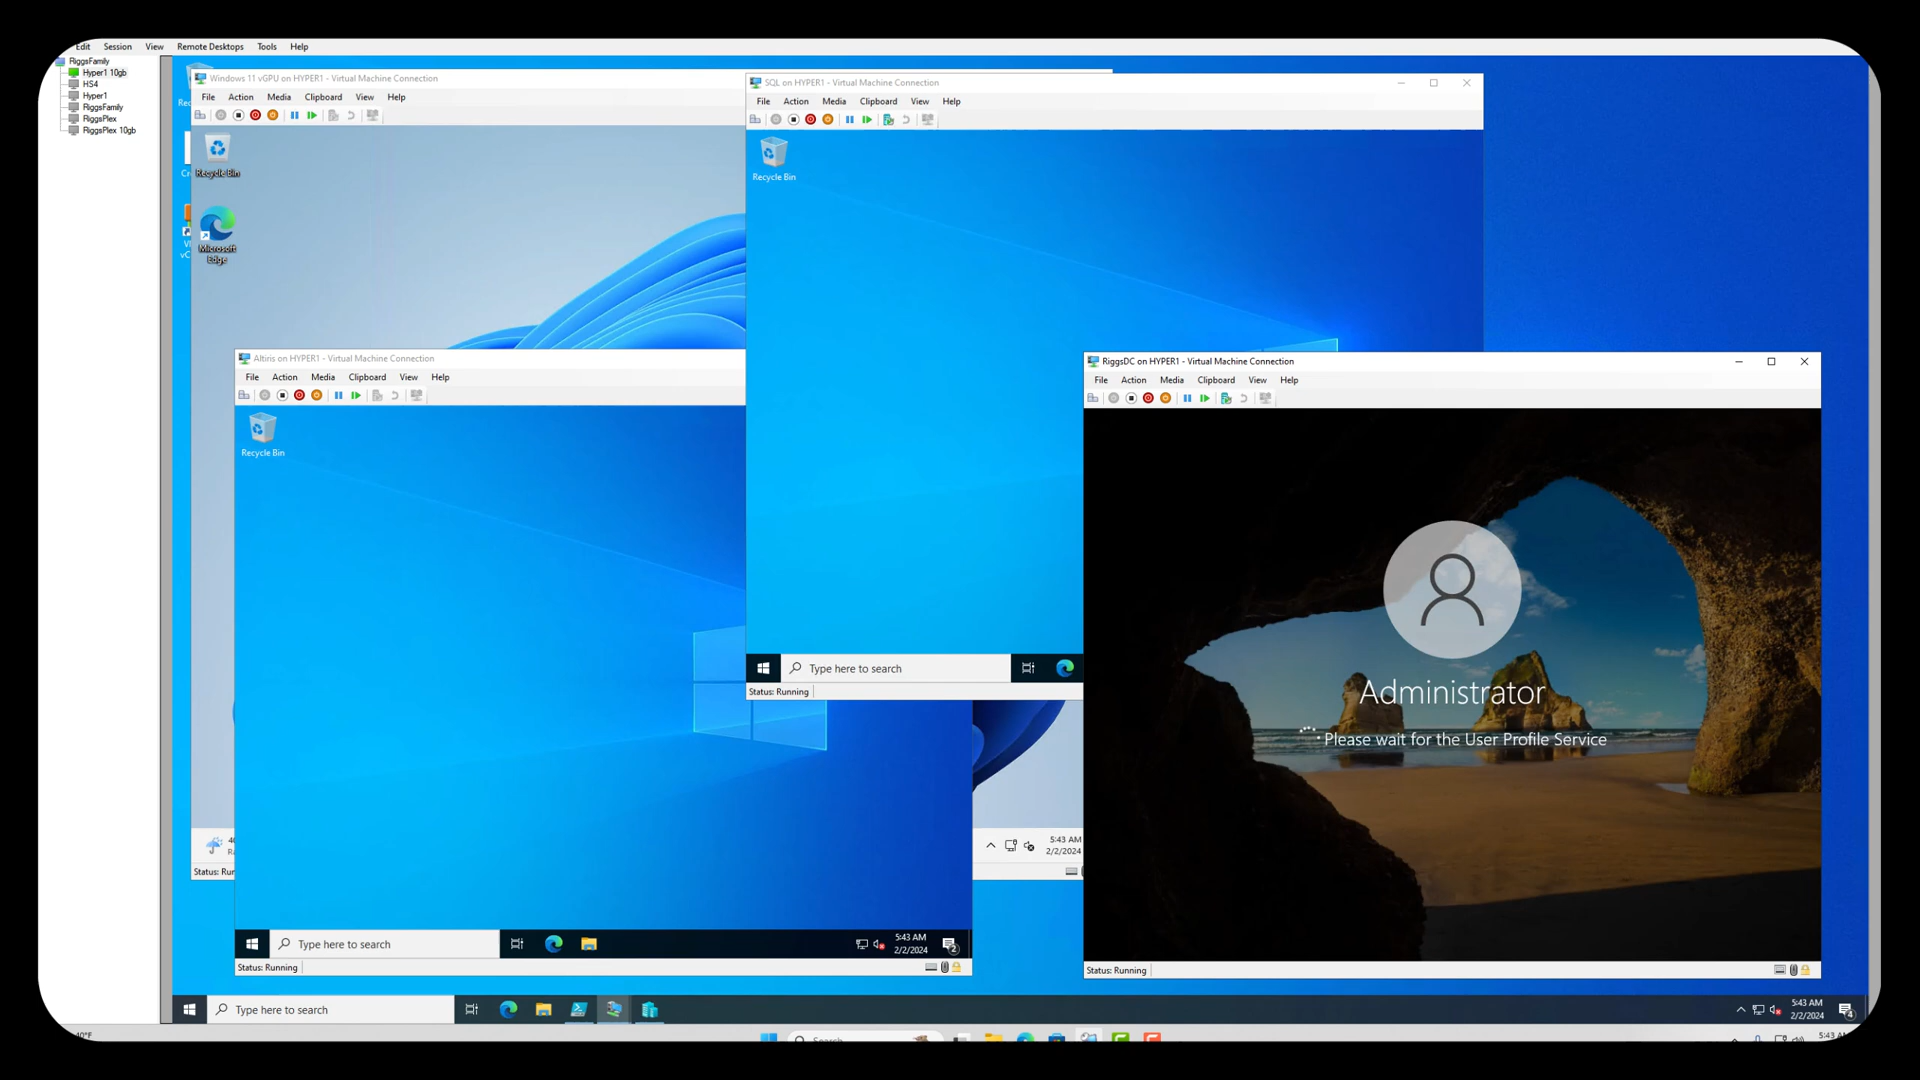 Edit Session View Remote Desktops Tools Help
RiggsFamily
Hyper1 10gb
HS4
Hyper1
RiggsFamily
RiggsPlex
RiggsPlex 10gb
Windows 11 vGPU on HYPER1 - Virtual Machine Connection
File Action Media Clipboard View Help
Recycle Bin
Microsoft
Edge
SQL on HYPER1 - Virtual Machine Connection
File Action Media Clipboard View Help
Recycle Bin
Type here to search
Status: Running
Altiris on HYPER1 - Virtual Machine Connection
File Action Media Clipboard View Help
Recycle Bin
Type here to search
5:43 AM
2/2/2024
2
Status: Running
RiggsDC on HYPER1 - Virtual Machine Connection
File Action Media Clipboard View Help
Administrator
Please wait for the User Profile Service
Status: Running
5:43 AM
2/2/2024
Status: Run
Type here to search
5:43 AM
2/2/2024
4
Search